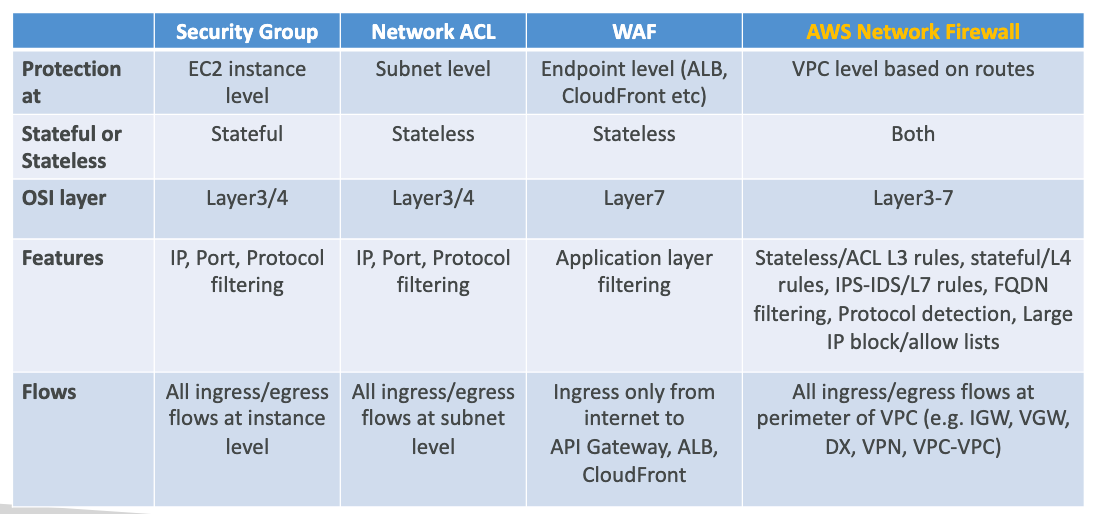 Security Group
Network ACL
WAF
AWS Network Firewall
Protection
at
EC2 instance
level
Subnet level
Endpoint level (ALB,
CloudFront etc)
VPC level based on routes
Stateful or
Stateless
Stateful
Stateless
Stateless
Both
OSI layer
Layer3/4
Layer3/4
Layer7
Layer3-7
Features
IP, Port, Protocol
filtering
IP, Port, Protocol
filtering
Application layer
filtering
Stateless/ACL L3 rules, stateful/L4
rules, IPS-IDS/L7 rules, FQDN
filtering, Protocol detection, Large
IP block/allow lists
Flows
All ingress/egress
flows at instance
level
All ingress/egress
flows at subnet
level
Ingress only from
internet to
API Gateway, ALB,
CloudFront
All ingress/egress flows at
perimeter of VPC (e.g. IGW, VGW,
DX, VPN, VPC-VPC)